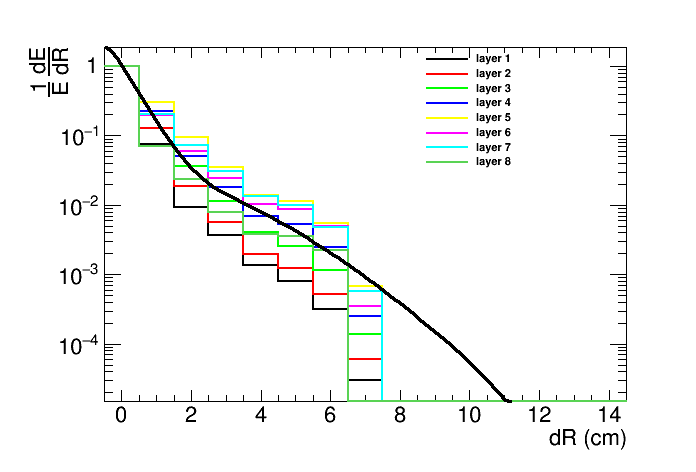 1 dE
E dR
1
10⁻¹
10⁻²
10⁻³
10⁻⁴
layer 1
layer 2
layer 3
layer 4
layer 5
layer 6
layer 7
layer 8
0 2 4 6 8 10 12 14
dR (cm)